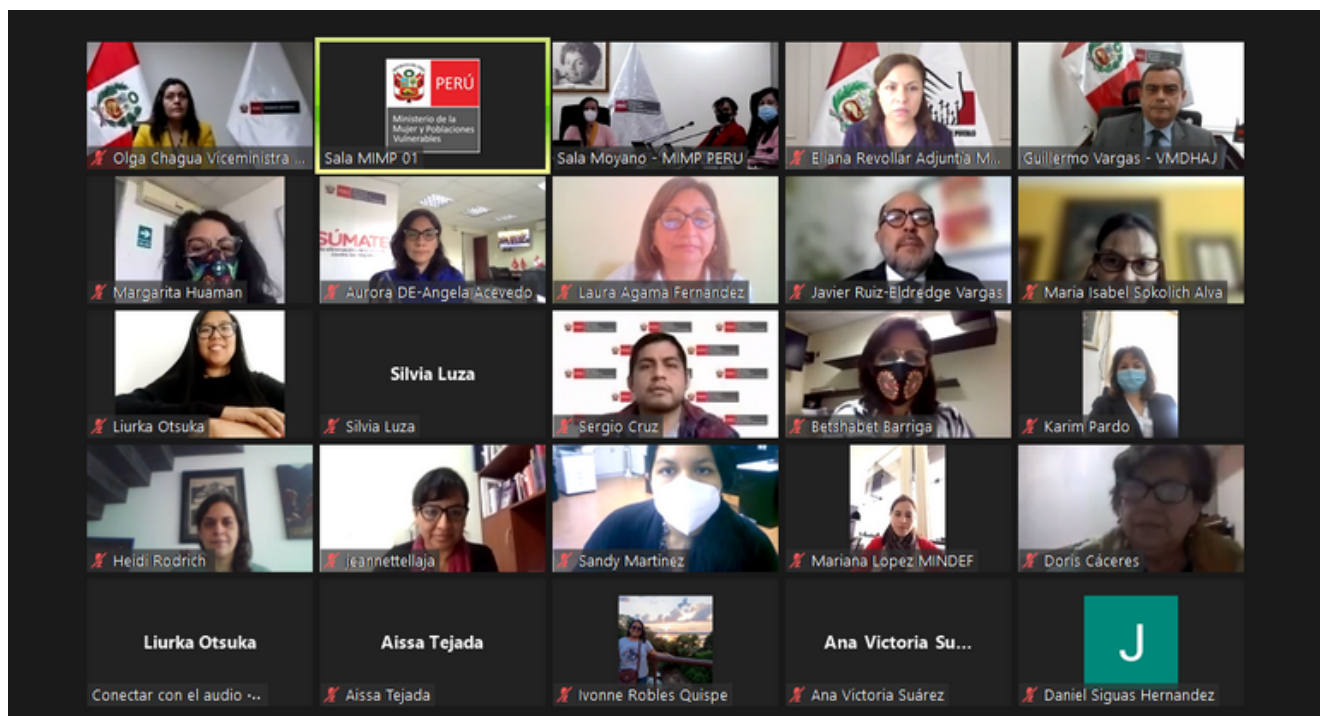 Olga Chagua Viceministra ...
PERÚ
Ministerio de la
Mujer y Poblaciones
Vulnerables
Sala MIMP 01
Sala Moyano - MIMP PERU
PUEBLO
Eliana Revollar Adjuntía M...
Guillermo Vargas - VMDHAJ
Margarita Huaman
SÚMATE
Aurora DE-Angela Acevedo
Laura Agama Fernandez
Javier Ruiz-Eldredge Vargas
Maria Isabel Sokolich Alva
Liurka Otsuka
Silvia Luza
Silvia Luza
Sergio Cruz
Betshabet Barriga
Karim Pardo
Heidi Rodrich
jeannettellaja
Sandy Martinez
Mariana Lopez MINDEF
Doris Cáceres
Liurka Otsuka
Conectar con el audio ·..
Aissa Tejada
Aissa Tejada
Ivonne Robles Quispe
Ana Victoria Su...
Ana Victoria Suárez
J
Daniel Siguas Hernandez